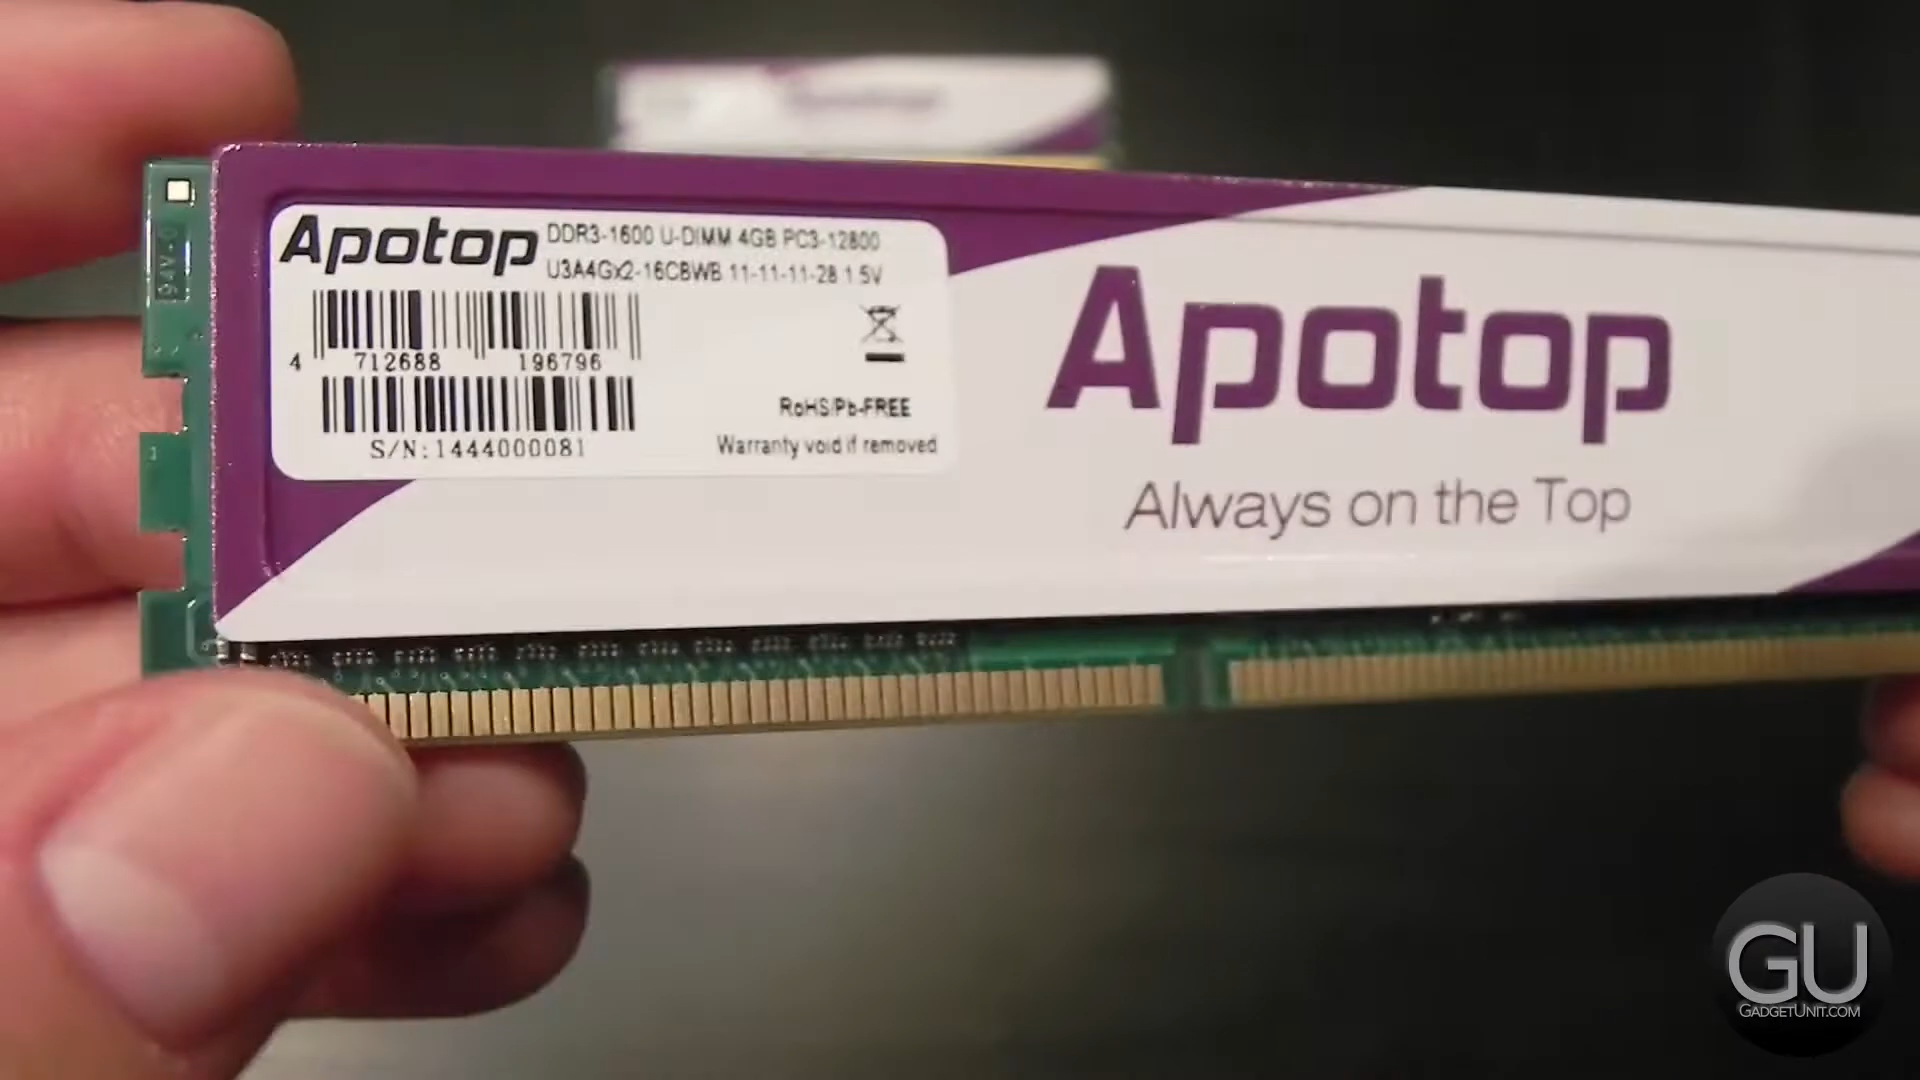 94V-0
Apotop
DDR3-1600 U-DIMM 4GB PC3-12800
U3A4Gx2-16CBWB 11-11-11-28 1.5V
4 712688 196796
RoHS/Pb-FREE
S/N:1444000081
Warranty void if removed
Apotop
Always on the Top
GU
GADGETUNIT.COM